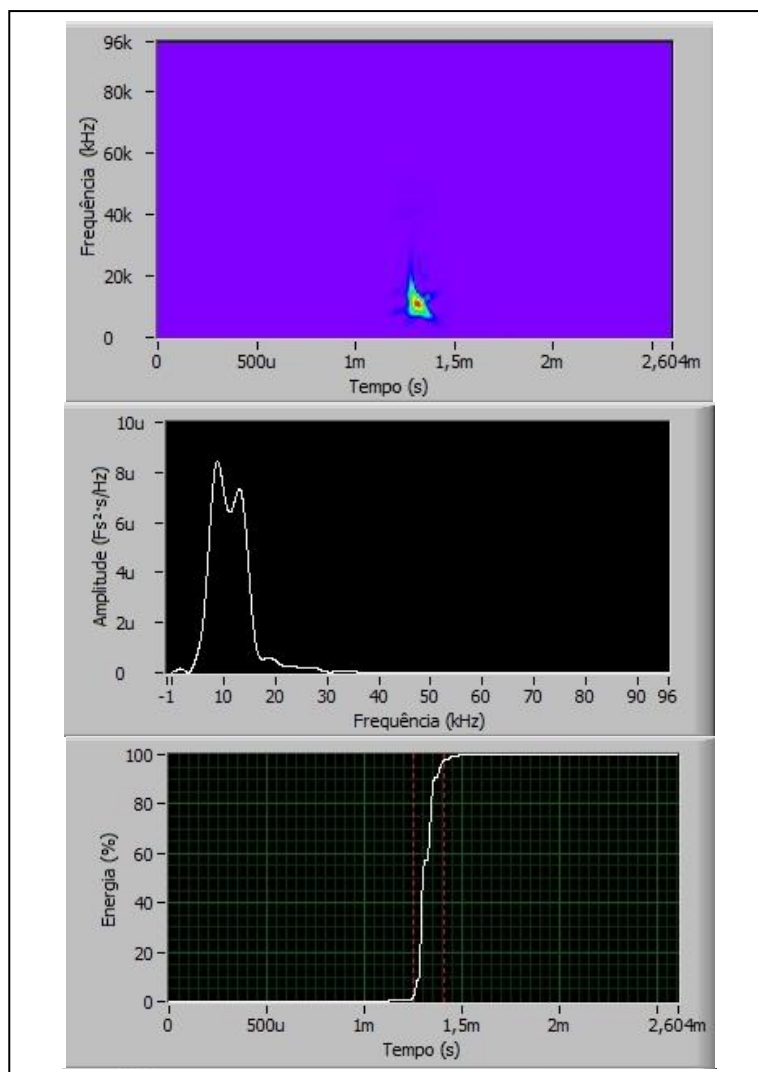 96k
80k
60k
40k
20k
0
Frequência (kHz)
0 500u 1m 1,5m 2m 2,604m
Tempo (s)
10u
8u
6u
4u
2u
0
Amplitude (Fs²*s/Hz)
-1 10 20 30 40 50 60 70 80 90 96
Frequência (kHz)
100
80
60
40
20
0
Energia (%)
0 500u 1m 1,5m 2m 2,604m
Tempo (s)